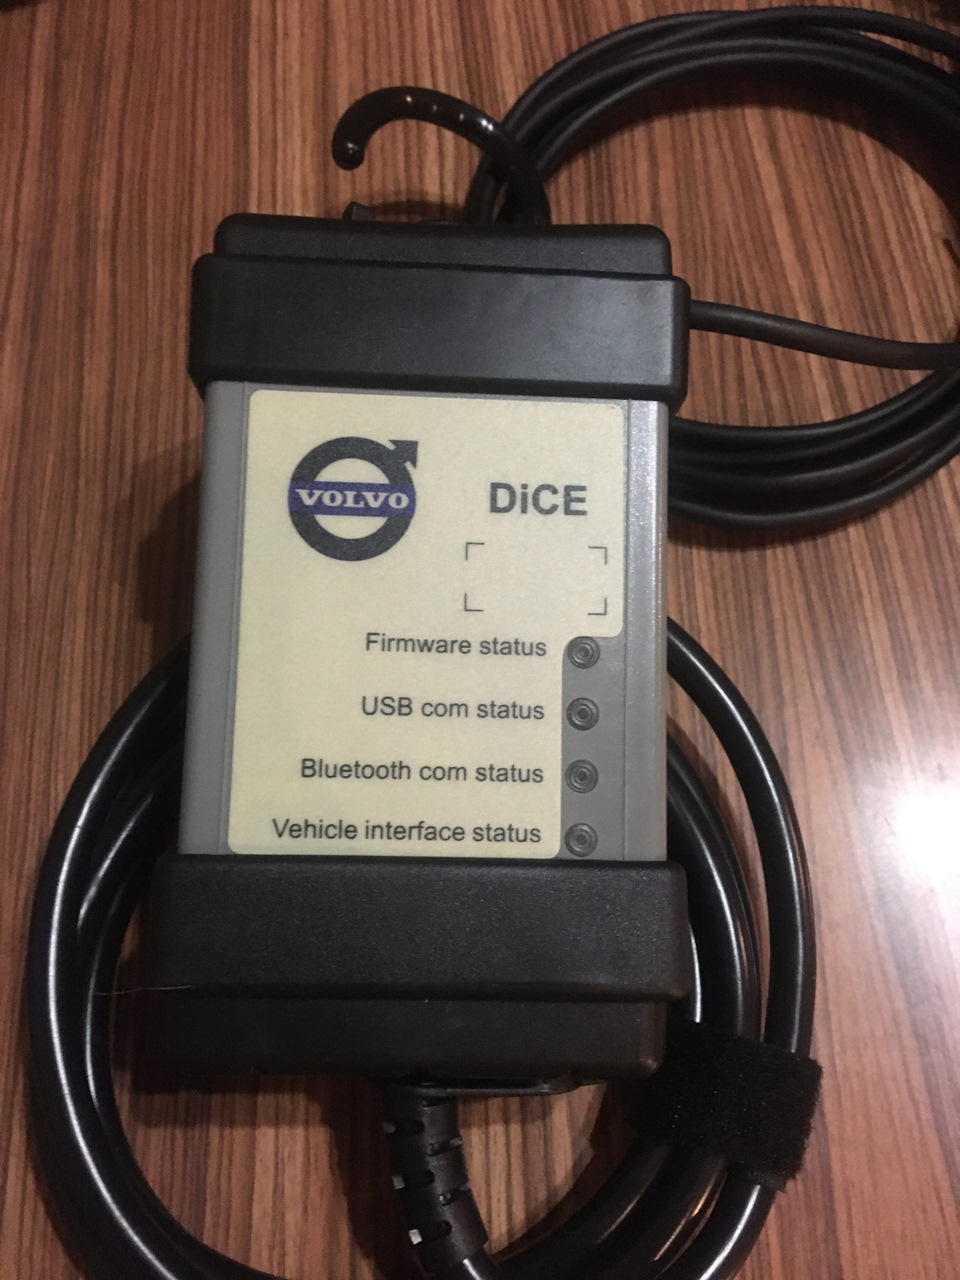 VOLVO
DiCE
Firmware status
USB com status
Bluetooth com status
Vehicle interface status